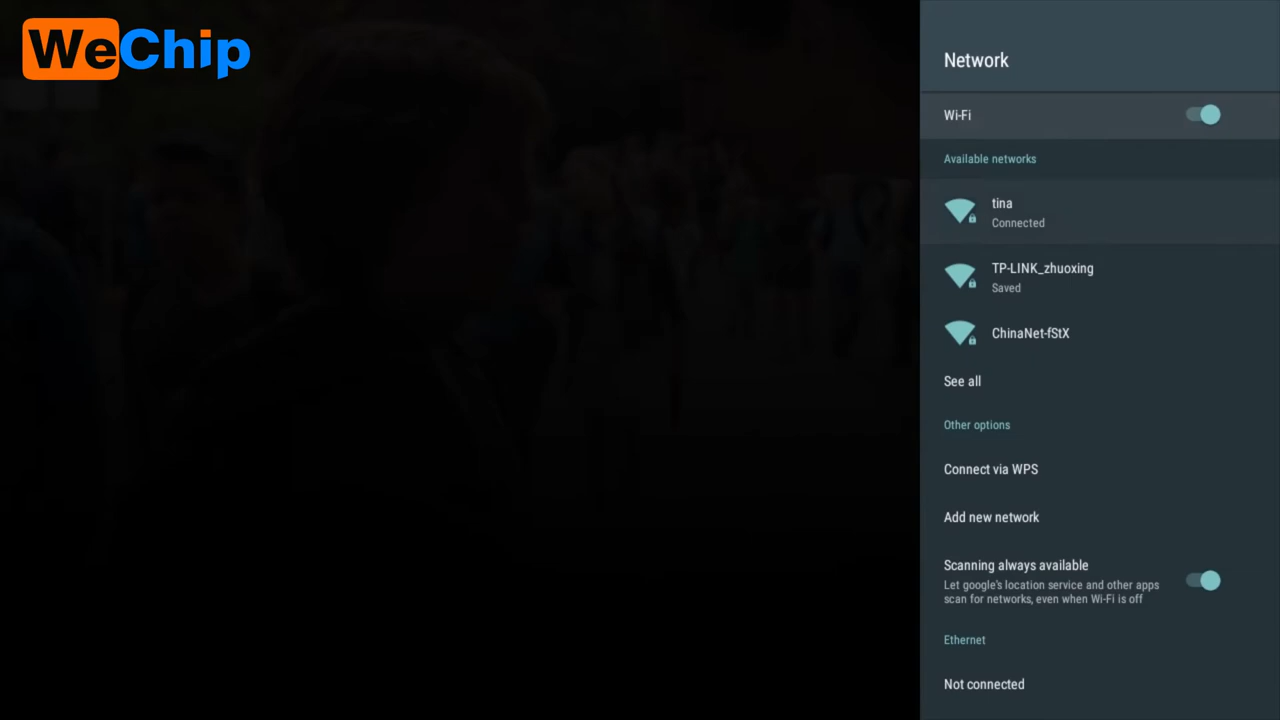 WeChip
Network
Wi-Fi
Available networks
tina
Connected
TP-LINK_zhuoxing
Saved
ChinaNet-fStX
See all
Other options
Connect via WPS
Add new network
Scanning always available
Let google's location service and other apps
scan for networks, even when Wi-Fi is off
Ethernet
Not connected